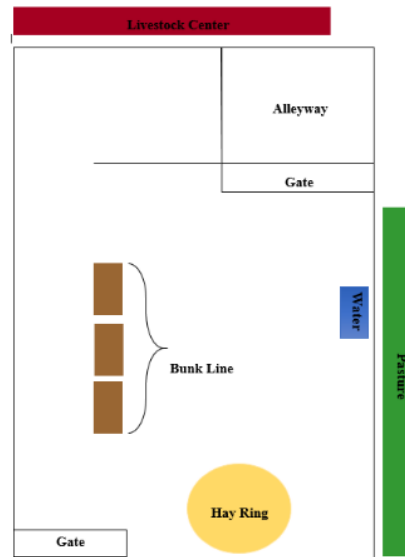 Livestock Center
Alleyway
Gate
Water
Pasture
Bunk Line
Hay Ring
Gate